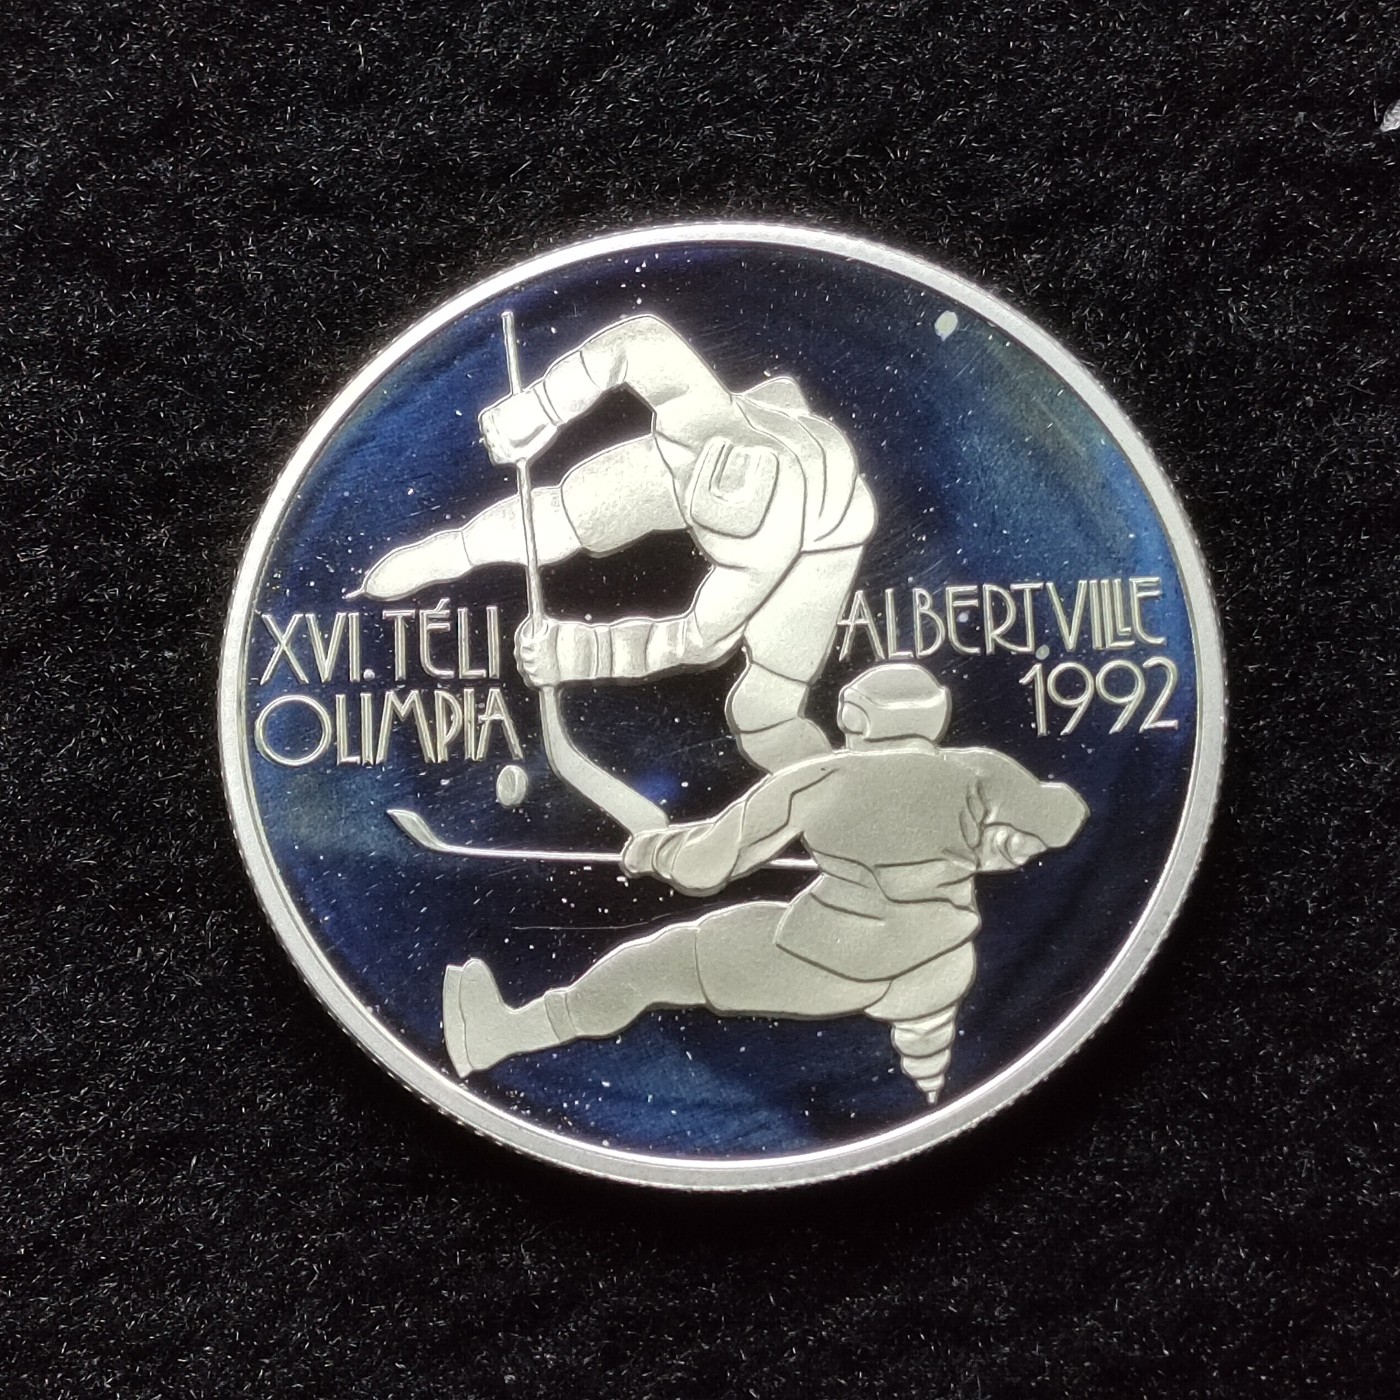 XVI. TÉLI
OLIMPIA
ALBERTVILLE
1992